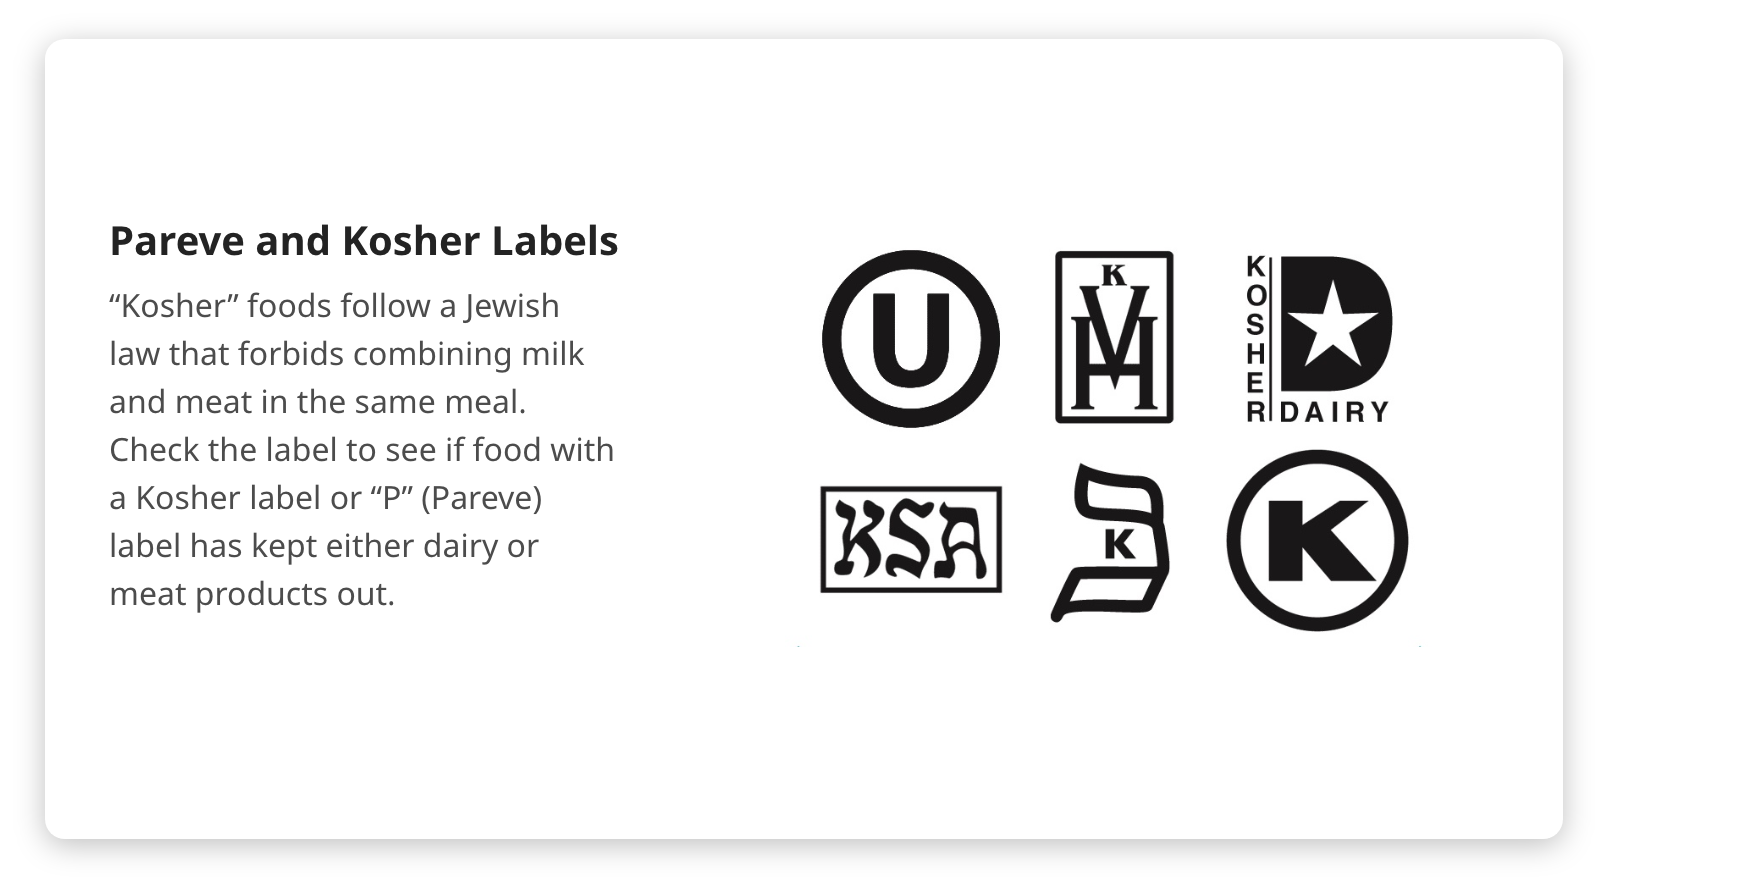 Pareve and Kosher Labels
“Kosher” foods follow a Jewish
law that forbids combining milk
and meat in the same meal.
Check the label to see if food with
a Kosher label or “P” (Pareve)
label has kept either dairy or
meat products out.
U
K
VH
KOSHER
D
DAIRY
KSA
K
K